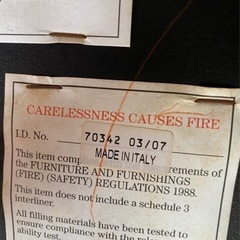 CARELESSNESS CAUSES FIRE
I.D. No. 70342 03/07
MADE IN ITALY
This item comp rements of
the FURNITURE AND FURNISHINGS
(FIRE) (SAFETY) REGULATIONS 1988.
This item does not include a schedule 3
interliner.
All filling materials have been tested to
ensure compliance with the
ability test.